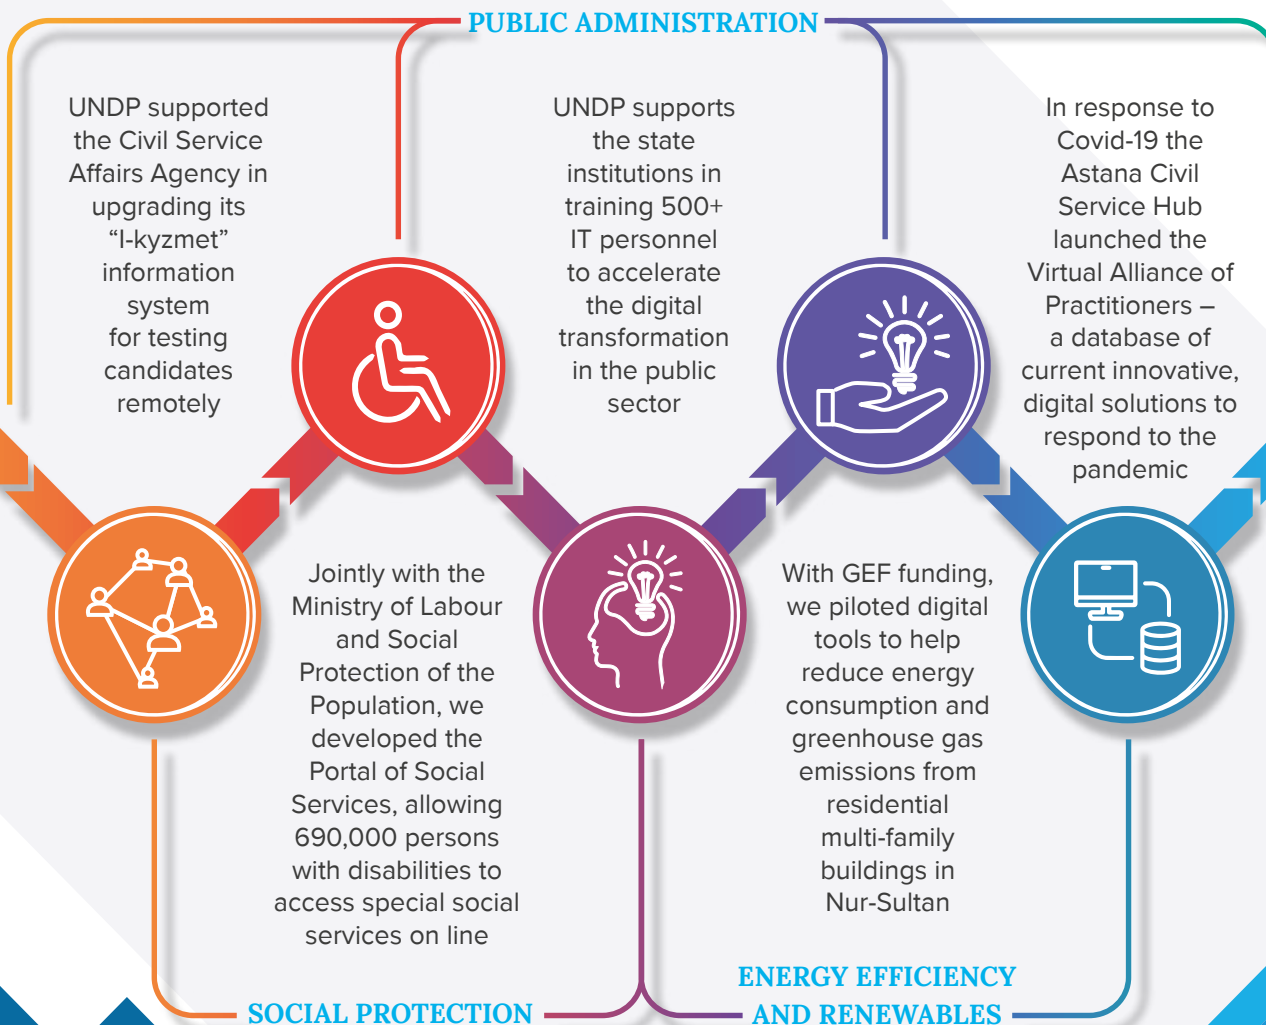 PUBLIC ADMINISTRATION
UNDP supported
the Civil Service
Affairs Agency in
upgrading its
“I-kyzmet”
information
system
for testing
candidates
remotely
UNDP supports
the state
institutions in
training 500+
IT personnel
to accelerate
the digital
transformation
in the public
sector
In response to
Covid-19 the
Astana Civil
Service Hub
launched the
Virtual Alliance of
Practitioners –
a database of
current innovative,
digital solutions to
respond to the
pandemic
Jointly with the
Ministry of Labour
and Social
Protection of the
Population, we
developed the
Portal of Social
Services, allowing
690,000 persons
with disabilities to
access special social
services on line
With GEF funding,
we piloted digital
tools to help
reduce energy
consumption and
greenhouse gas
emissions from
residential
multi-family
buildings in
Nur-Sultan
SOCIAL PROTECTION
ENERGY EFFICIENCY
AND RENEWABLES